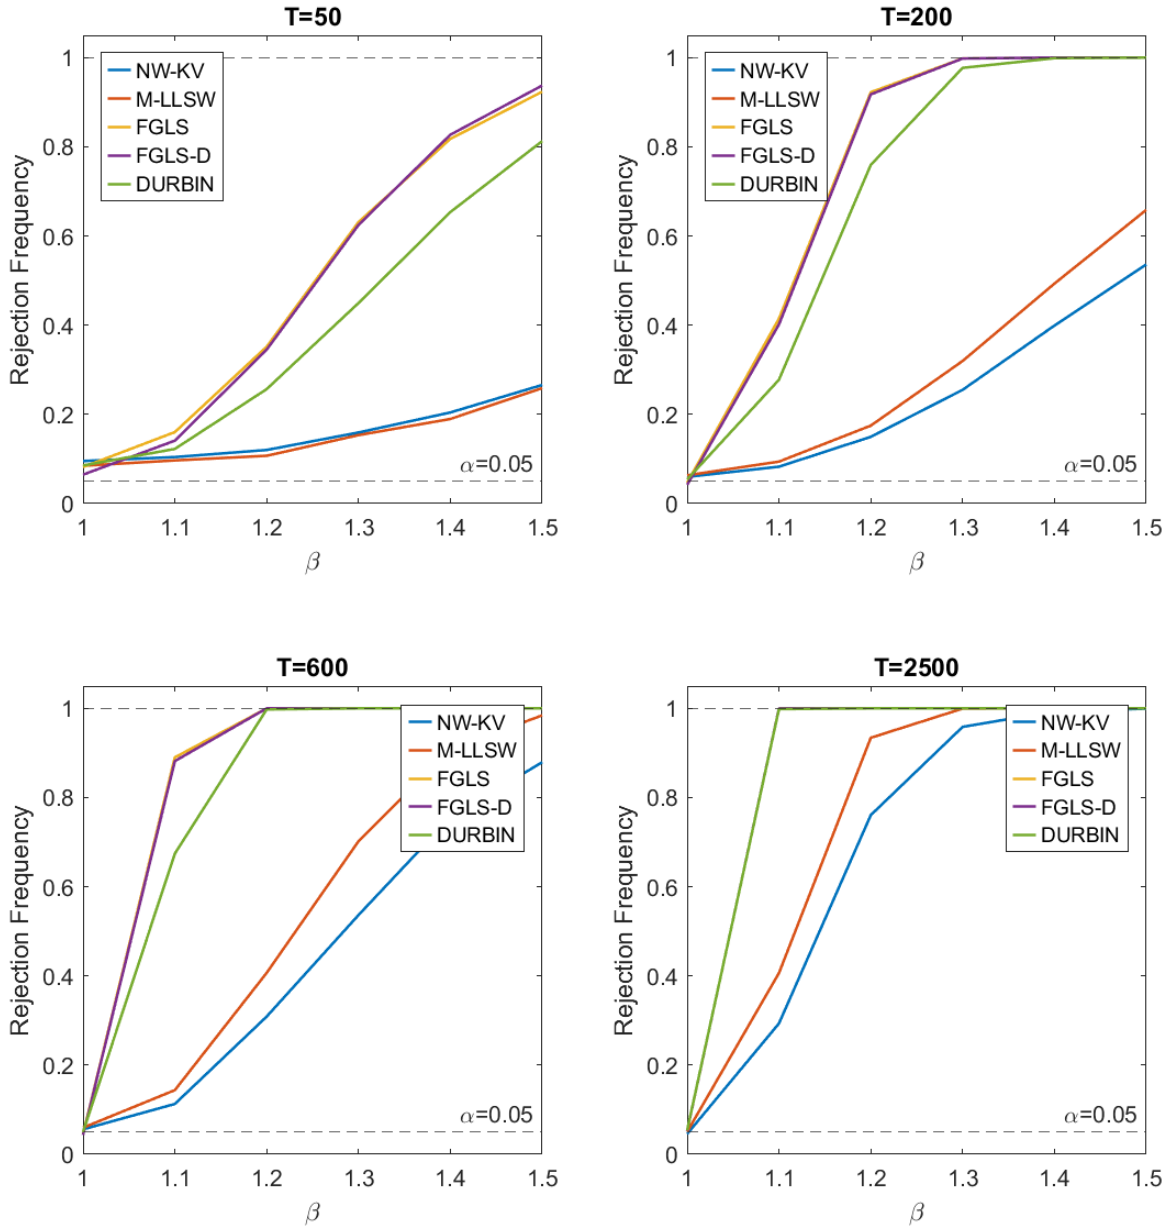 T=50
1
0.8
0.6
0.4
0.2
0
Rejection Frequency
NW-KV
M-LLSW
FGLS
FGLS-D
DURBIN
α=0.05
1 1.1 1.2 1.3 1.4 1.5
β
T=200
1
0.8
0.6
0.4
0.2
0
Rejection Frequency
NW-KV
M-LLSW
FGLS
FGLS-D
DURBIN
α=0.05
1 1.1 1.2 1.3 1.4 1.5
β
T=600
1
0.8
0.6
0.4
0.2
0
Rejection Frequency
NW-KV
M-LLSW
FGLS
FGLS-D
DURBIN
α=0.05
1 1.1 1.2 1.3 1.4 1.5
β
T=2500
1
0.8
0.6
0.4
0.2
0
Rejection Frequency
NW-KV
M-LLSW
FGLS
FGLS-D
DURBIN
α=0.05
1 1.1 1.2 1.3 1.4 1.5
β